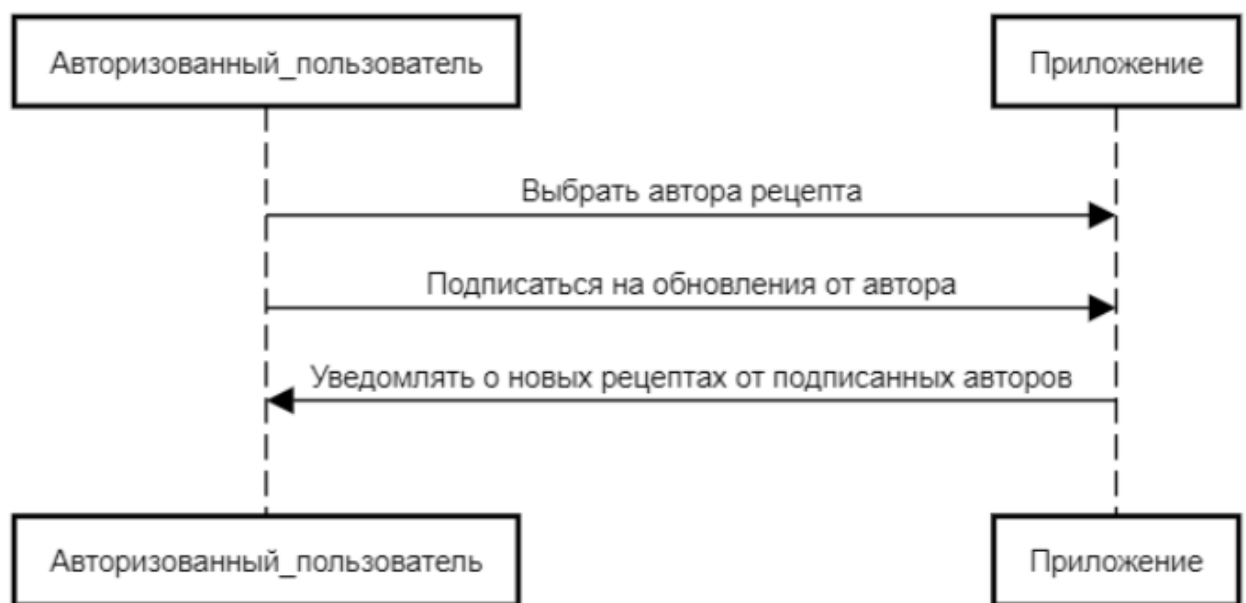 Авторизованный_пользователь
Приложение
Выбрать автора рецепта
Подписаться на обновления от автора
Уведомлять о новых рецептах от подписанных авторов
Авторизованный_пользователь
Приложение